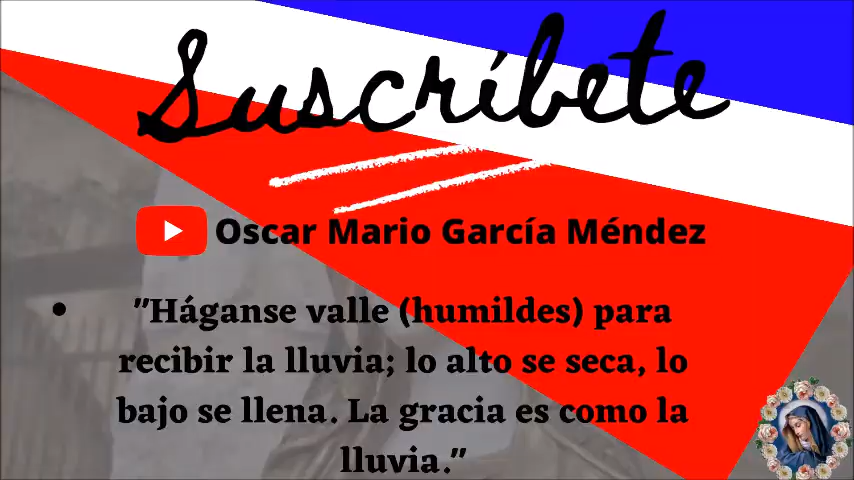 Suscríbete
Oscar Mario García Méndez
• "Háganse valle (humildes) para
recibir la lluvia; lo alto se seca, lo
bajo se llena. La gracia es como la
lluvia."